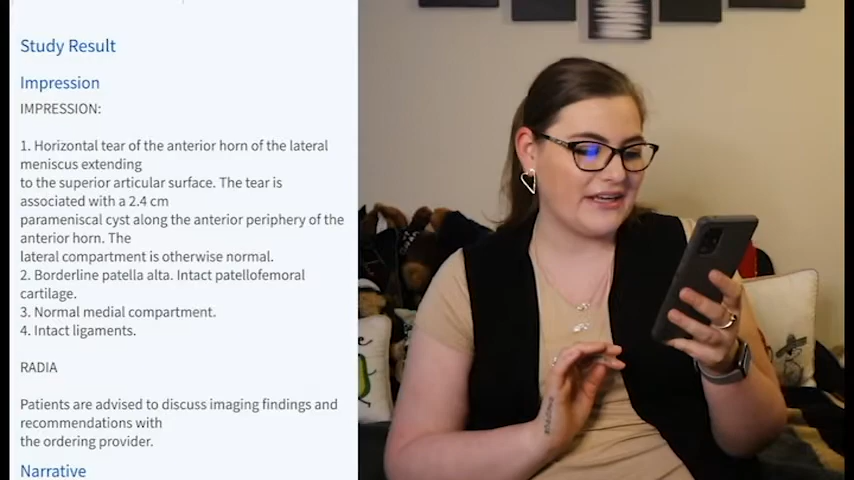 Study Result
Impression
IMPRESSION:
1. Horizontal tear of the anterior horn of the lateral
meniscus extending
to the superior articular surface. The tear is
associated with a 2.4 cm
parameniscal cyst along the anterior periphery of the
anterior horn. The
lateral compartment is otherwise normal.
2. Borderline patella alta. Intact patellofemoral
cartilage.
3. Normal medial compartment.
4. Intact ligaments.
RADIA
Patients are advised to discuss imaging findings and
recommendations with
the ordering provider.
Narrative